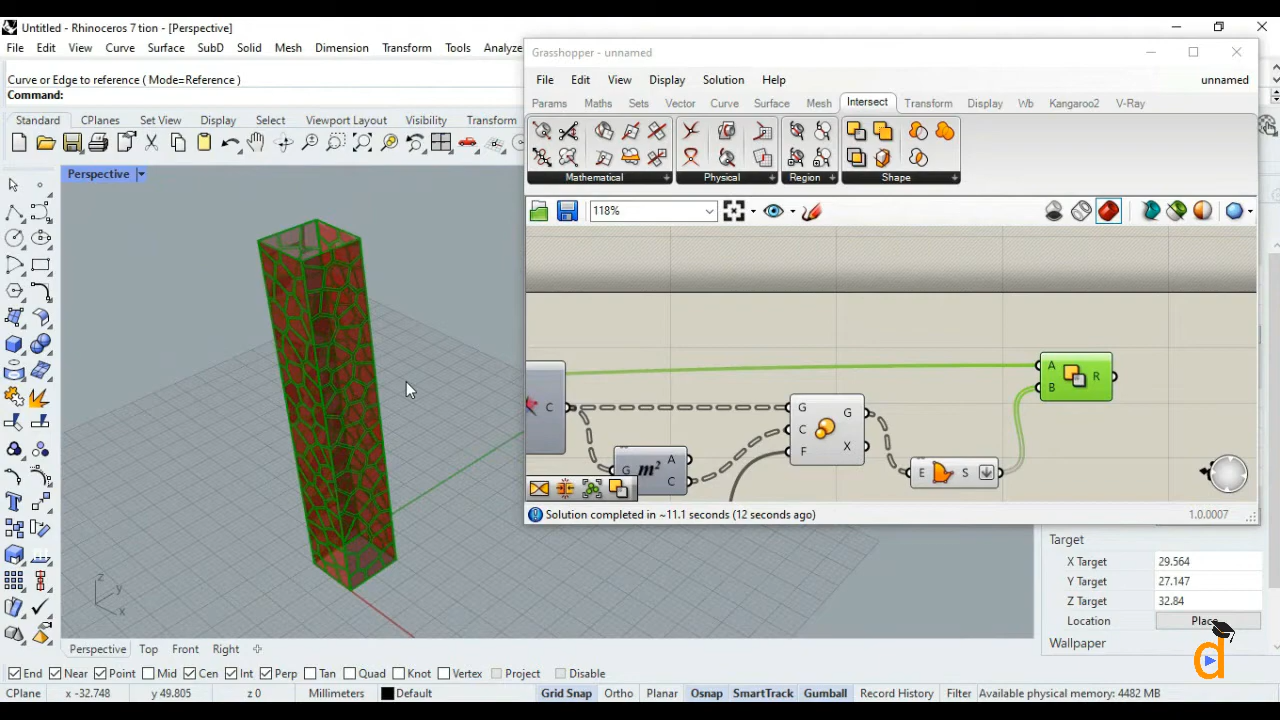 Untitled - Rhinoceros 7 tion - [Perspective]
File Edit View Curve Surface SubD Solid Mesh Dimension Transform Tools Analyze
Curve or Edge to reference ( Mode=Reference )
Command:
Standard CPlanes Set View Display Select Viewport Layout Visibility Transform
Perspective
Grasshopper - unnamed
File Edit View Display Solution Help unnamed
Params Maths Sets Vector Curve Surface Mesh Intersect Transform Display Wb Kangaroo2 V-Ray
Mathematical Physical Region Shape
118%
A B R
C
G C F G X
G m² A C
E S
Solution completed in ~11.1 seconds (12 seconds ago) 1.0.0007
z y x
Target
X Target 29.564
Y Target 27.147
Z Target 32.84
Location
Wallpaper
Perspective Top Front Right
End Near Point Mid Cen Int Perp Tan Quad Knot Vertex Project Disable
CPlane x -32.748 y 49.805 z 0 Millimeters Default Grid Snap Ortho Planar Osnap SmartTrack Gumball Record History Filter Available physical memory: 4482 MB
d